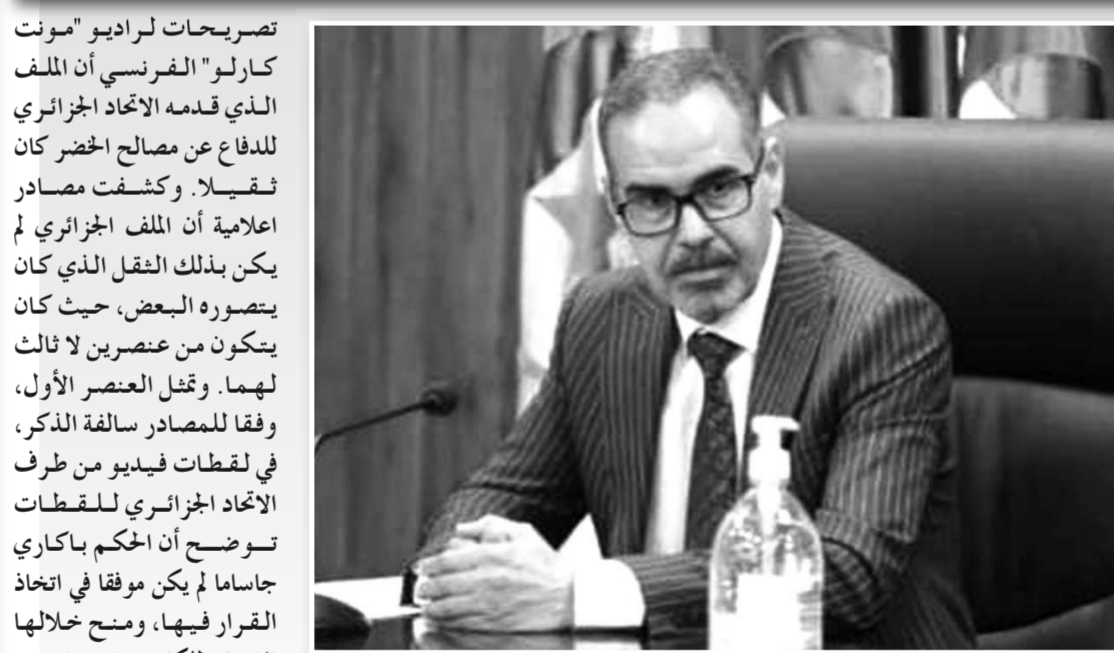 تصريحات لراديو "مونت
كارلو" الفرنسي أن الملف
الذي قدمه الاتحاد الجزائري
للدفاع عن مصالح الخضر كان
ثقيلا. وكشفت مصادر
اعلامية أن الملف الجزائري لم
يكن بذلك الثقل الذي كان
يتصوره البعض، حيث كان
يتكون من عنصرين لا ثالث
لهما. وتمثل العنصر الأول،
وفقا للمصادر سالفة الذكر،
في لقطات فيديو من طرف
الاتحاد الجزائري للقطات
توضح أن الحكم باكاري
جاساما لم يكن موفقا في اتخاذ
القرار فيها، ومنح خلالها